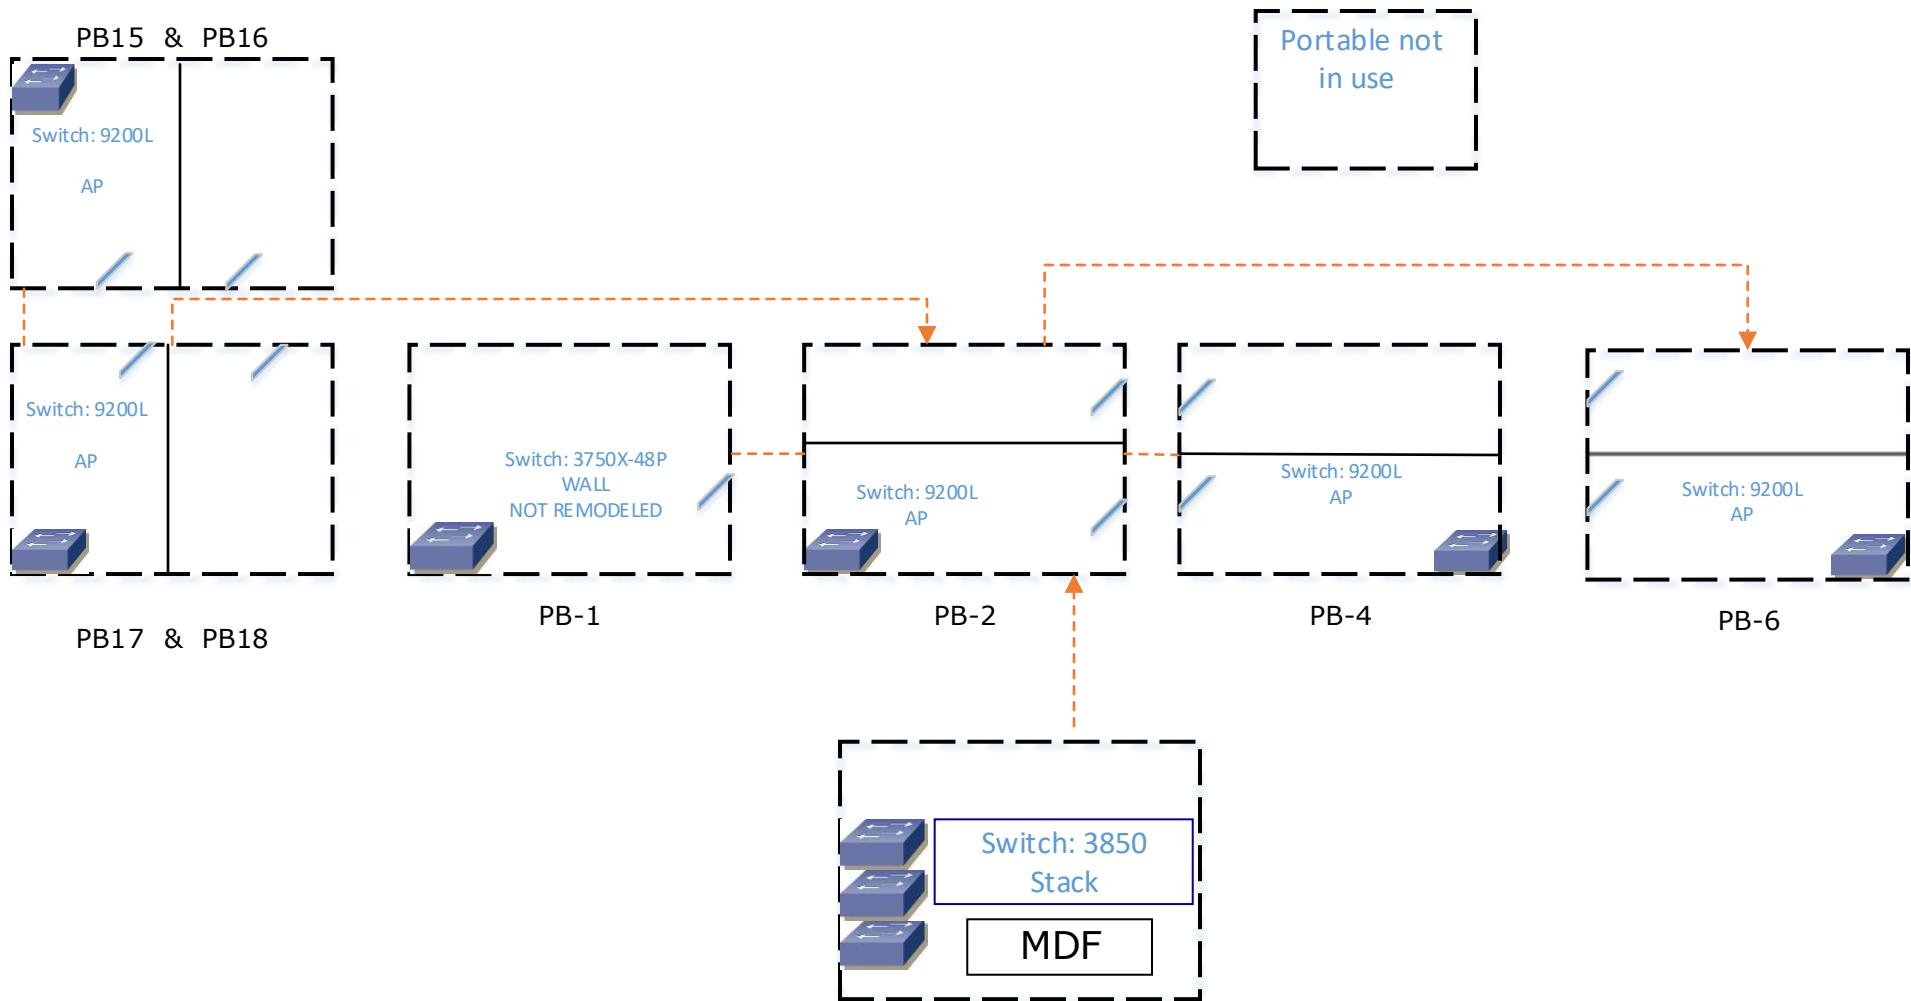 PB15 & PB16
Portable not
in use
Switch: 9200L
AP
Switch: 9200L
AP
Switch: 3750X-48P
WALL
NOT REMODELED
Switch: 9200L
AP
Switch: 9200L
AP
Switch: 9200L
AP
PB17 & PB18
PB-1
PB-2
PB-4
PB-6
Switch: 3850
Stack
MDF